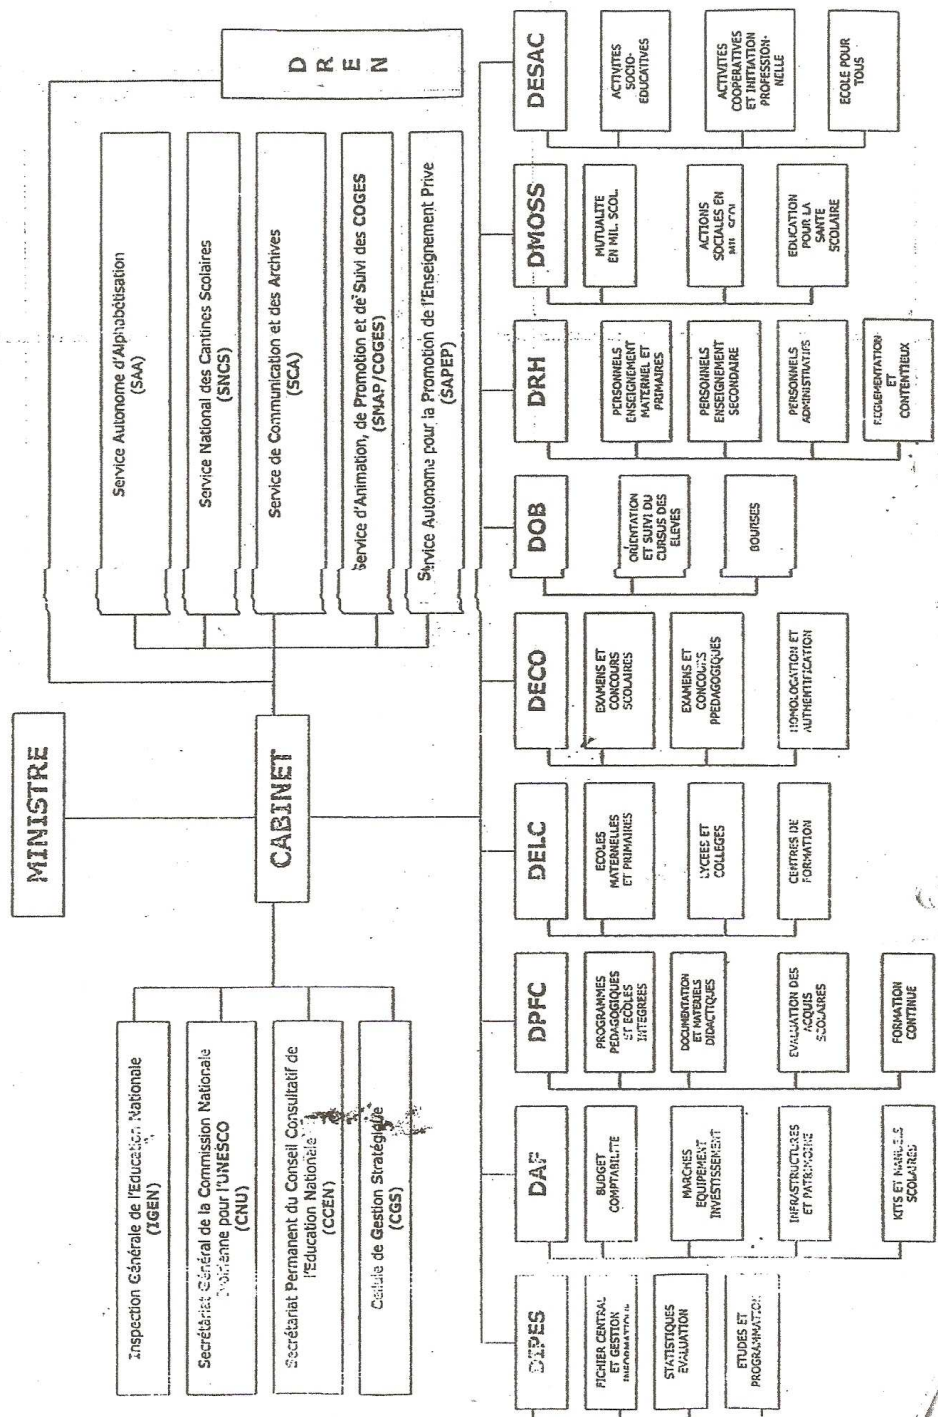 MINISTRE
CABINET
Inspection Générale de l'Education Nationale
(IGEN)
Secrétariat Général de la Commission Nationale
Ivoirienne pour l'UNESCO
(CNU)
Secrétariat Permanent du Conseil Consultatif de
l'Education Nationale
(CCEN)
Cellule de Gestion Stratégique
(CGS)
Service Autonome d'Alphabétisation
(SAA)
Service National des Cantines Scolaires
(SNCS)
Service de Communication et des Archives
(SCA)
Service d'Animation, de Promotion et de Suivi des COGES
(SMAP/COGES)
Service Autonome pour la Promotion de l'Enseignement Privé
(SAPEP)
D
R
E
N
DIPES
FICHIER CENTRAL
ET GESTION
INFORMATIQUE
STATISTIQUES
EVALUATION
ETUDES ET
PROGRAMMATION
DAF
BUDGET
COMPTABILITE
MARCHES
EQUIPEMENT
INVESTISSEMENT
INFRASTRUCTURES
ET PATRIMOINE
KITS ET MANUELS
SCOLAIRES
DPFC
PROGRAMMES
PEDAGOGIQUES
ET ECOLES
INTEGREES
DOCUMENTATION
ET MATERIELS
DIDACTIQUES
EVALUATION DES
ACQUIS
SCOLAIRES
FORMATION
CONTINUE
DELC
ECOLES
MATERNELLES
ET PRIMAIRES
LYCEES ET
COLLEGES
CENTRES DE
FORMATION
DECO
EXAMENS ET
CONCOURS
SCOLAIRES
EXAMENS ET
CONCOURS
PPEDAGOGIQUES
HOMOLOGATION ET
AUTHENTIFICATION
DOB
ORIENTATION
ET SUIVI DU
CURSUS DES
ELEVES
BOURSES
DRH
PERSONNELS
ENSEIGNEMENT
MATERNEL ET
PRIMAIRES
PERSONNELS
ENSEIGNEMENT
SECONDAIRE
PERSONNELS
ADMINISTRATIFS
REGLEMENTATION
ET
CONTENTIEUX
DMOSS
MUTUALITE
EN MIL. SCOL.
ACTIONS
SOCIALES EN
MIL. SCOL
EDUCATION
POUR LA
SANTE
SCOLAIRE
DESAC
ACTIVITES
SOCIO-
EDUCATIVES
ACTIVITES
COOPERATIVES
ET INITIATION
PROFESSION-
NELLE
ECOLE POUR
TOUS